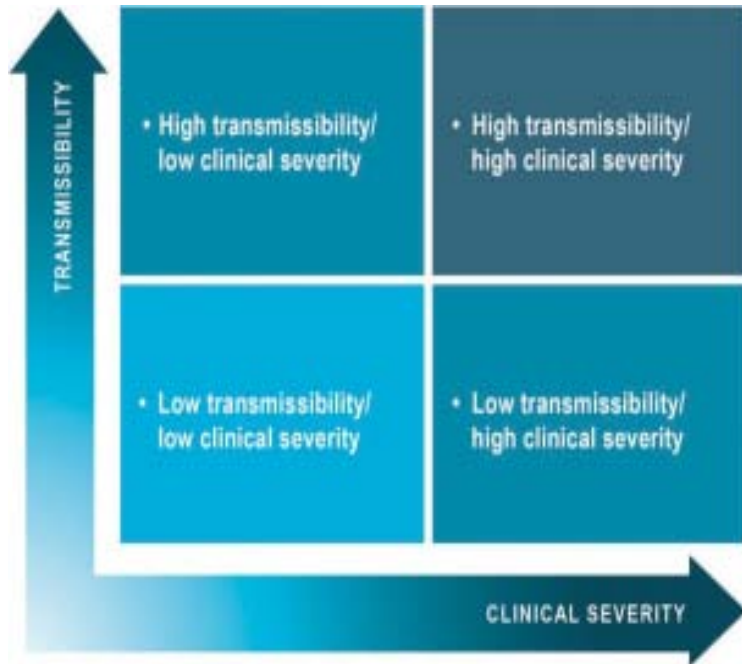 TRANSMISSIBILITY
• High transmissibility/
low clinical severity
• High transmissibility/
high clinical severity
• Low transmissibility/
low clinical severity
• Low transmissibility/
high clinical severity
CLINICAL SEVERITY